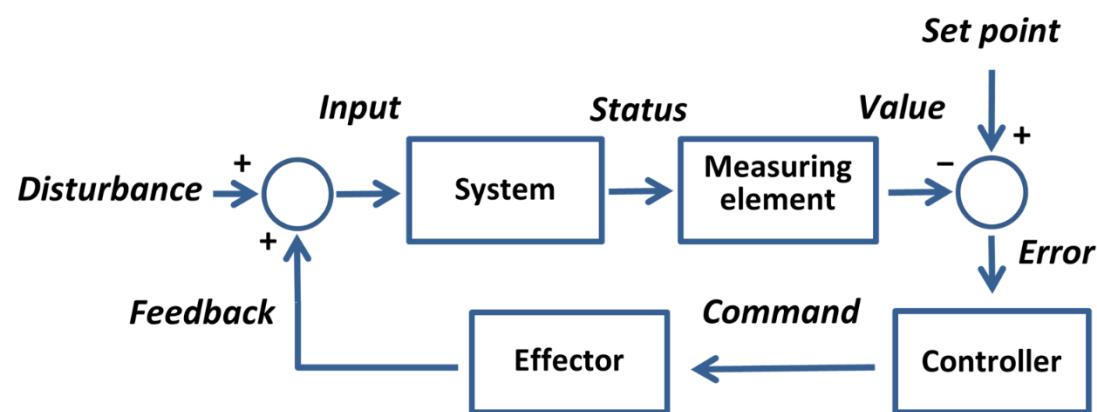 Set point
Input
Status
Value
+
+
−
Disturbance
System
Measuring
element
+
Error
Feedback
Command
Effector
Controller